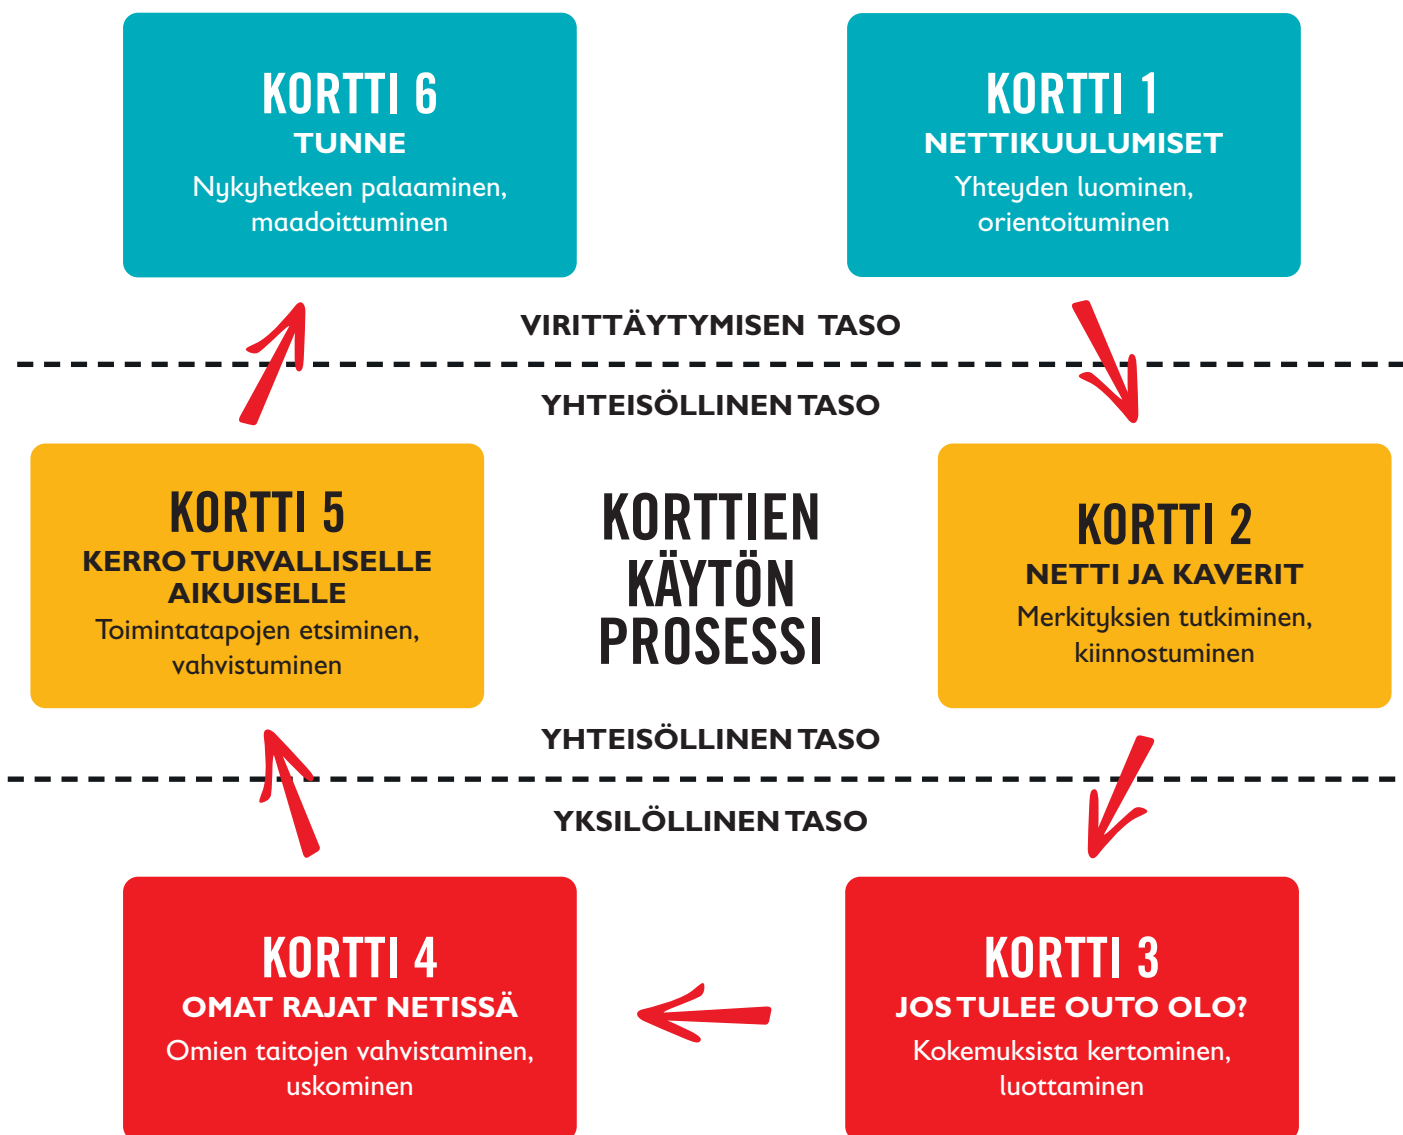 KORTTI 6
TUNNE
Nykyhetkeen palaaminen,
maadoittuminen
KORTTI 1
NETTIKUULUMISET
Yhteyden luominen,
orientoituminen
VIRITTÄYTYMISEN TASO
YHTEISÖLLINEN TASO
KORTTI 5
KERRO TURVALLISELLE
AIKUISELLE
Toimintatapojen etsiminen,
vahvistuminen
KORTTIEN
KÄYTÖN
PROSESSI
KORTTI 2
NETTI JA KAVERIT
Merkityksien tutkiminen,
kiinnostuminen
YHTEISÖLLINEN TASO
YKSILÖLLINEN TASO
KORTTI 4
OMAT RAJAT NETISSÄ
Omien taitojen vahvistaminen,
uskominen
KORTTI 3
JOS TULEE OUTO OLO?
Kokemuksista kertominen,
luottaminen